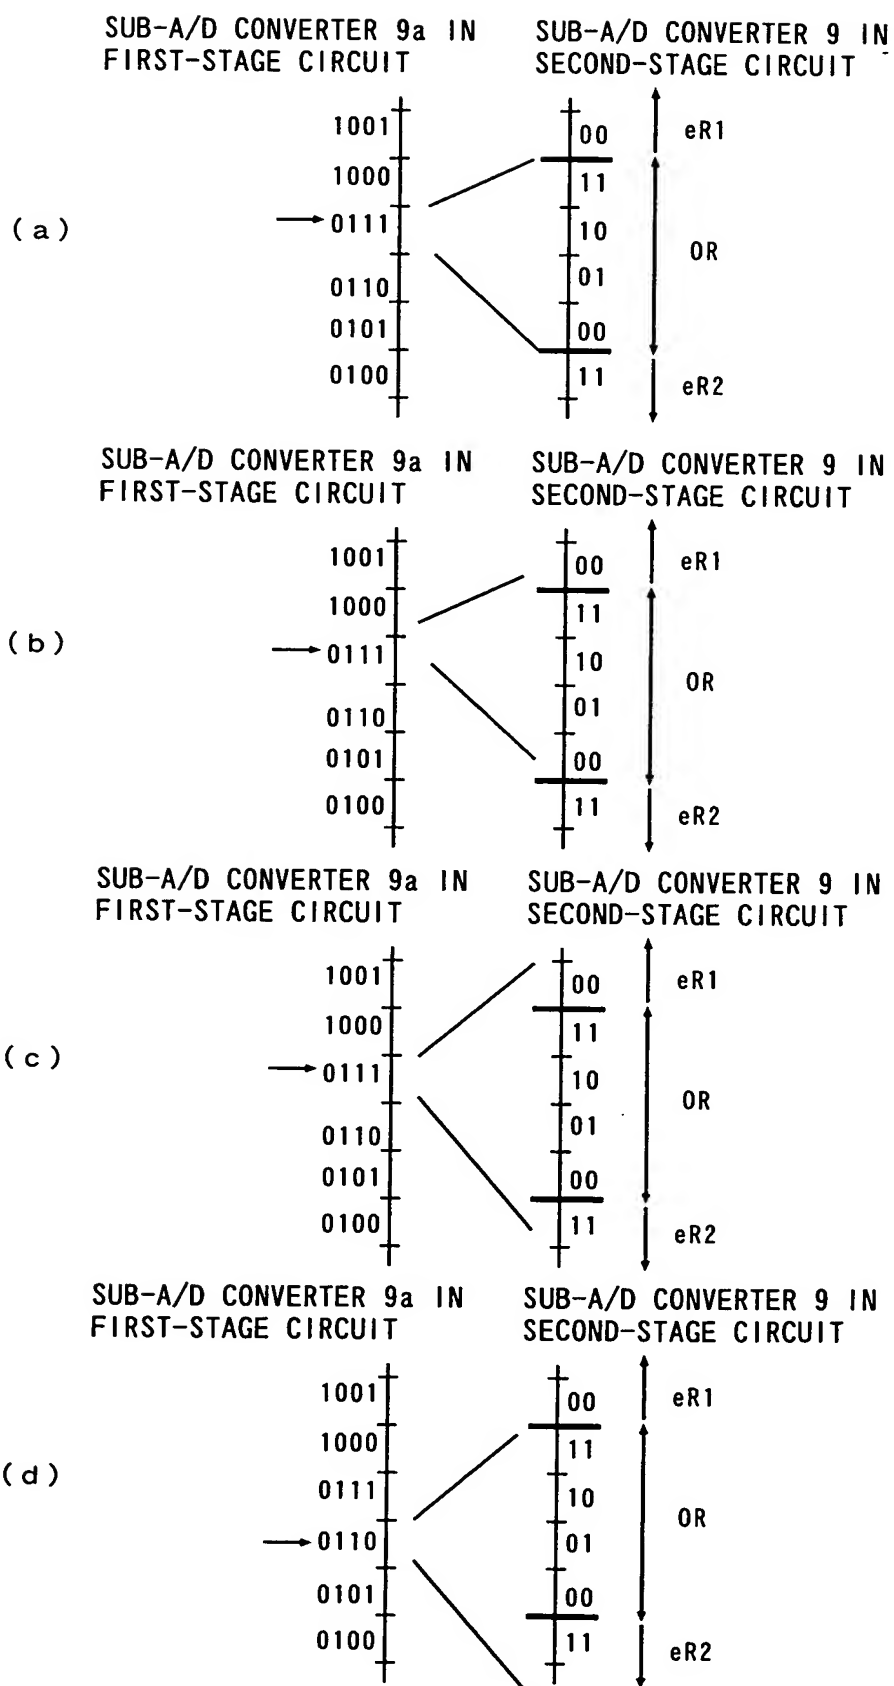 SUB-A/D CONVERTER 9a IN
FIRST-STAGE CIRCUIT
SUB-A/D CONVERTER 9 IN
SECOND-STAGE CIRCUIT
(a)
1001
1000
0111
0110
0101
0100
00
11
10
01
00
11
eR1
OR
eR2
SUB-A/D CONVERTER 9a IN
FIRST-STAGE CIRCUIT
SUB-A/D CONVERTER 9 IN
SECOND-STAGE CIRCUIT
(b)
1001
1000
0111
0110
0101
0100
00
11
10
01
00
11
eR1
OR
eR2
SUB-A/D CONVERTER 9a IN
FIRST-STAGE CIRCUIT
SUB-A/D CONVERTER 9 IN
SECOND-STAGE CIRCUIT
(c)
1001
1000
0111
0110
0101
0100
00
11
10
01
00
11
eR1
OR
eR2
SUB-A/D CONVERTER 9a IN
FIRST-STAGE CIRCUIT
SUB-A/D CONVERTER 9 IN
SECOND-STAGE CIRCUIT
(d)
1001
1000
0111
0110
0101
0100
00
11
10
01
00
11
eR1
OR
eR2